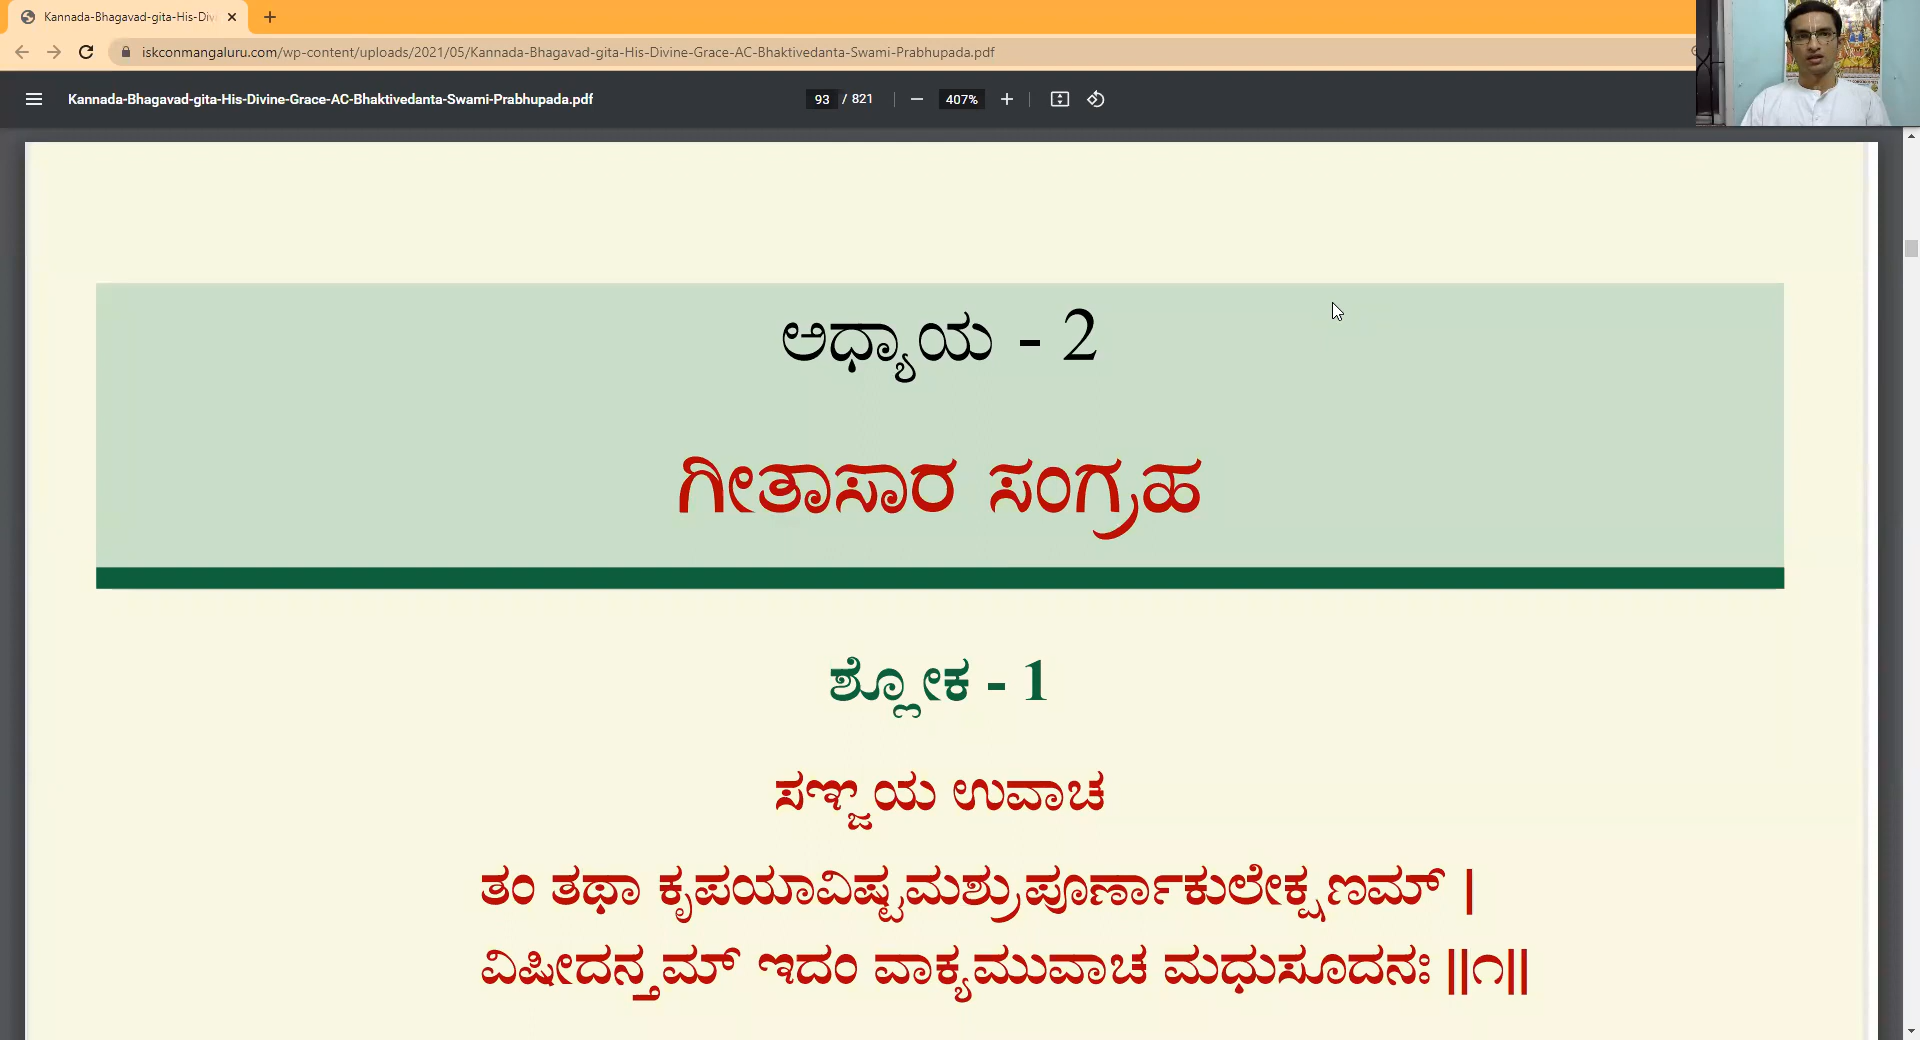 Kannada-Bhagavad-gita-His-Div
iskconmangaluru.com/wp-content/uploads/2021/05/Kannada-Bhagavad-gita-His-Divine-Grace-AC-Bhaktivedanta-Swami-Prabhupada.pdf
Kannada-Bhagavad-gita-His-Divine-Grace-AC-Bhaktivedanta-Swami-Prabhupada.pdf 93 / 821 407%
ಅಧ್ಯಾಯ - 2
ಗೀತಾಸಾರ ಸಂಗ್ರಹ
ಶ್ಲೋಕ - 1
ಸಞ್ಜಯ ಉವಾಚ
ತಂ ತಥಾ ಕೃಪಯಾವಿಷ್ಟಮಶ್ರುಪೂರ್ಣಾಕುಲೇಕ್ಷಣಮ್ |
ವಿಷೀದನ್ತಮ್ ಇದಂ ವಾಕ್ಯಮುವಾಚ ಮಧುಸೂದನಃ ||೧||